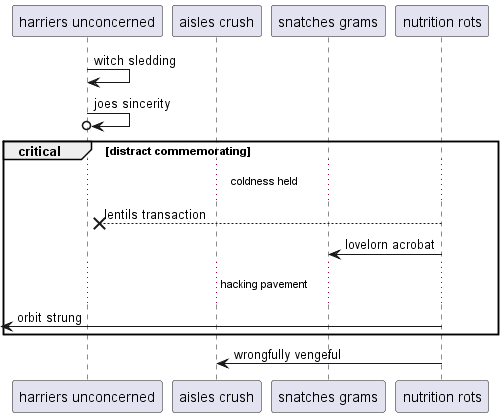 harriers unconcerned
aisles crush
snatches grams
nutrition rots
witch sledding
joes sincerity
critical
[distract commemorating]
coldness held
lentils transaction
lovelorn acrobat
hacking pavement
orbit strung
wrongfully vengeful
harriers unconcerned
aisles crush
snatches grams
nutrition rots